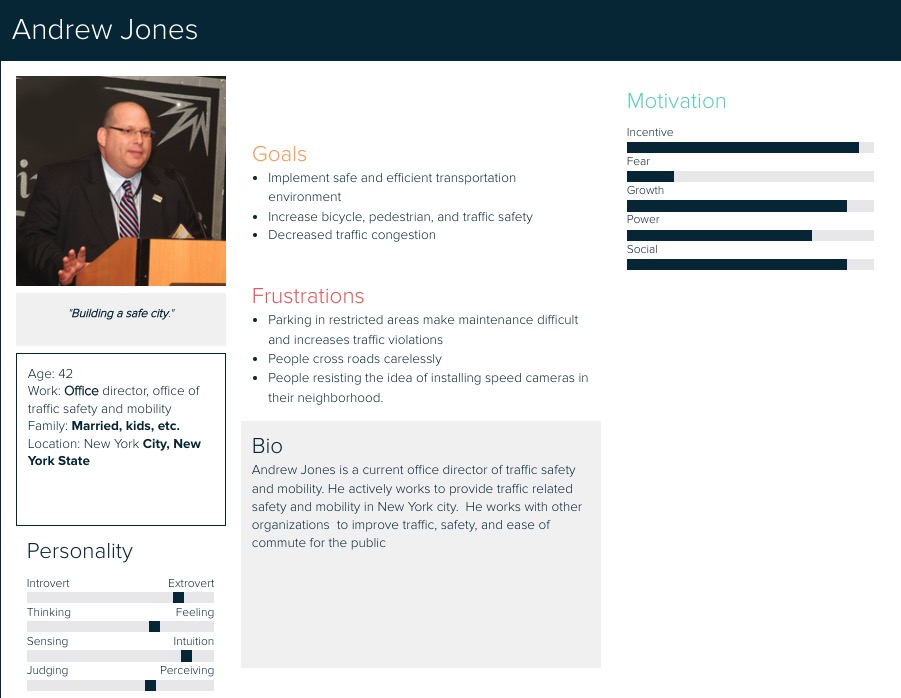 Andrew Jones
"Building a safe city."
Age: 42
Work: Office director, office of
traffic safety and mobility
Family: Married, kids, etc.
Location: New York City, New
York State
Personality
Introvert Extrovert
Thinking Feeling
Sensing Intuition
Judging Perceiving
Goals
• Implement safe and efficient transportation
environment
• Increase bicycle, pedestrian, and traffic safety
• Decreased traffic congestion
Frustrations
• Parking in restricted areas make maintenance difficult
and increases traffic violations
• People cross roads carelessly
• People resisting the idea of installing speed cameras in
their neighborhood.
Bio
Andrew Jones is a current office director of traffic safety
and mobility. He actively works to provide traffic related
safety and mobility in New York city.  He works with other
organizations  to improve traffic, safety, and ease of
commute for the public
Motivation
Incentive
Fear
Growth
Power
Social